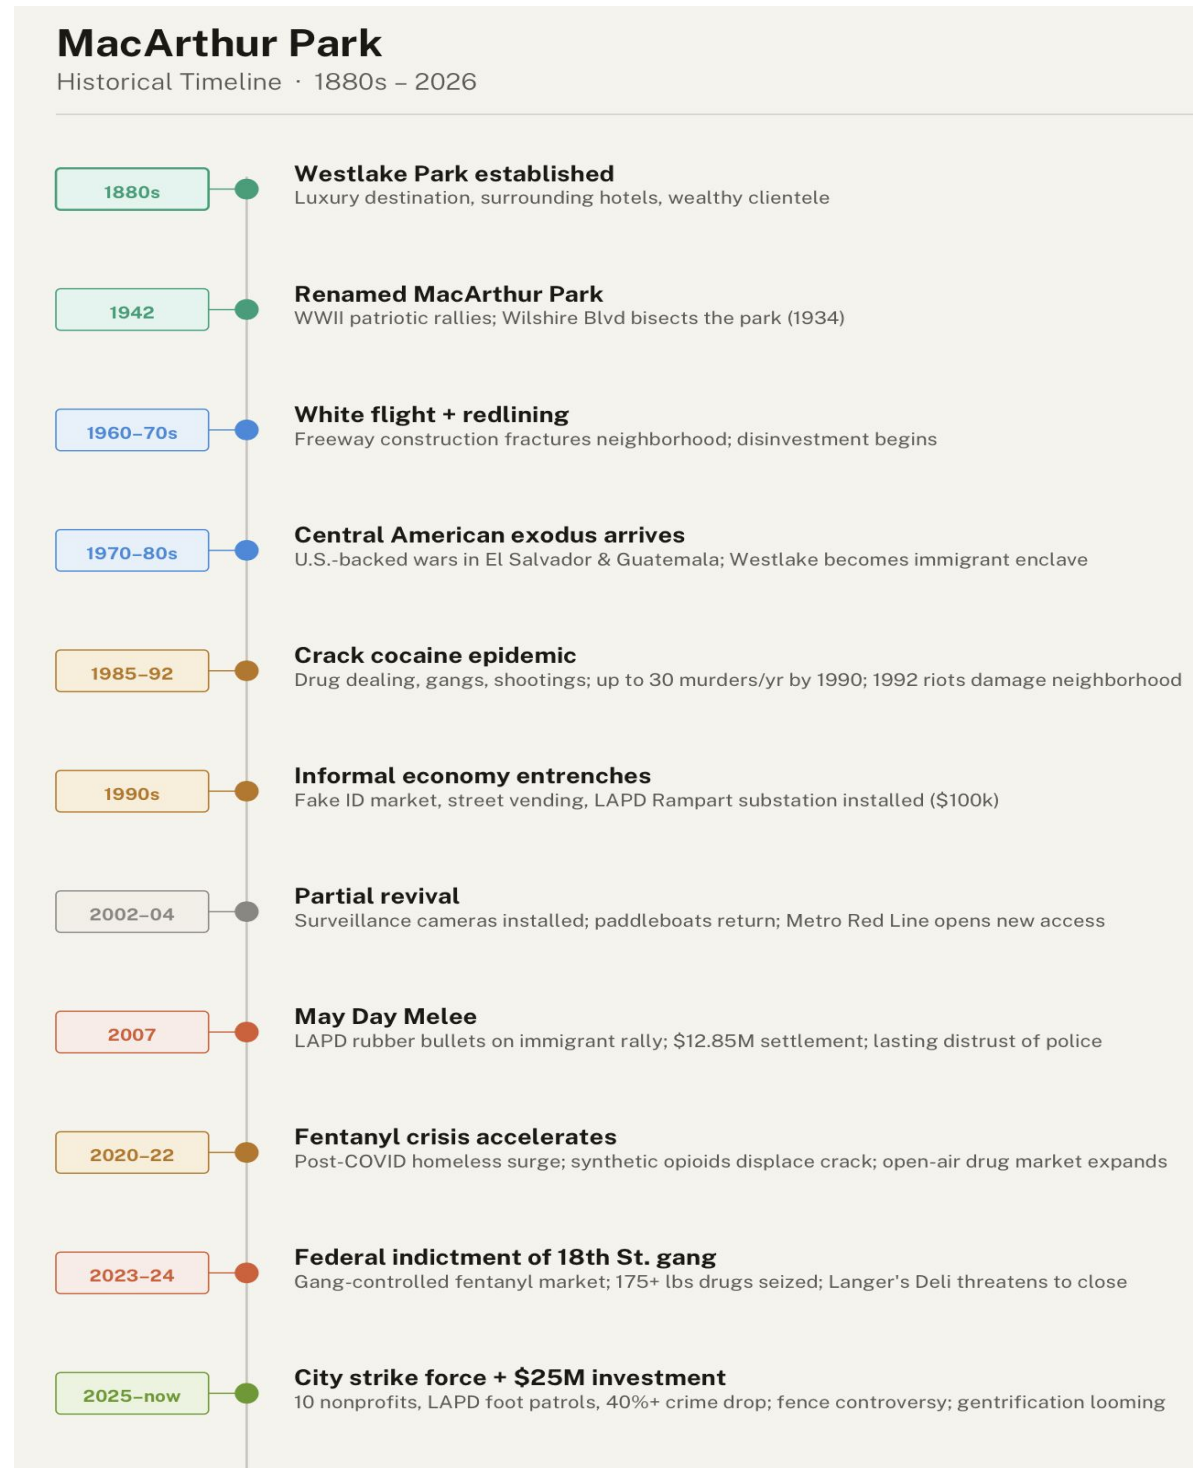 MacArthur Park
Historical Timeline · 1880s – 2026
1880s
Westlake Park established
Luxury destination, surrounding hotels, wealthy clientele
1942
Renamed MacArthur Park
WWII patriotic rallies; Wilshire Blvd bisects the park (1934)
1960–70s
White flight + redlining
Freeway construction fractures neighborhood; disinvestment begins
1970–80s
Central American exodus arrives
U.S.-backed wars in El Salvador & Guatemala; Westlake becomes immigrant enclave
1985–92
Crack cocaine epidemic
Drug dealing, gangs, shootings; up to 30 murders/yr by 1990; 1992 riots damage neighborhood
1990s
Informal economy entrenches
Fake ID market, street vending, LAPD Rampart substation installed ($100k)
2002–04
Partial revival
Surveillance cameras installed; paddleboats return; Metro Red Line opens new access
2007
May Day Melee
LAPD rubber bullets on immigrant rally; $12.85M settlement; lasting distrust of police
2020–22
Fentanyl crisis accelerates
Post-COVID homeless surge; synthetic opioids displace crack; open-air drug market expands
2023–24
Federal indictment of 18th St. gang
Gang-controlled fentanyl market; 175+ lbs drugs seized; Langer's Deli threatens to close
2025–now
City strike force + $25M investment
10 nonprofits, LAPD foot patrols, 40%+ crime drop; fence controversy; gentrification looming